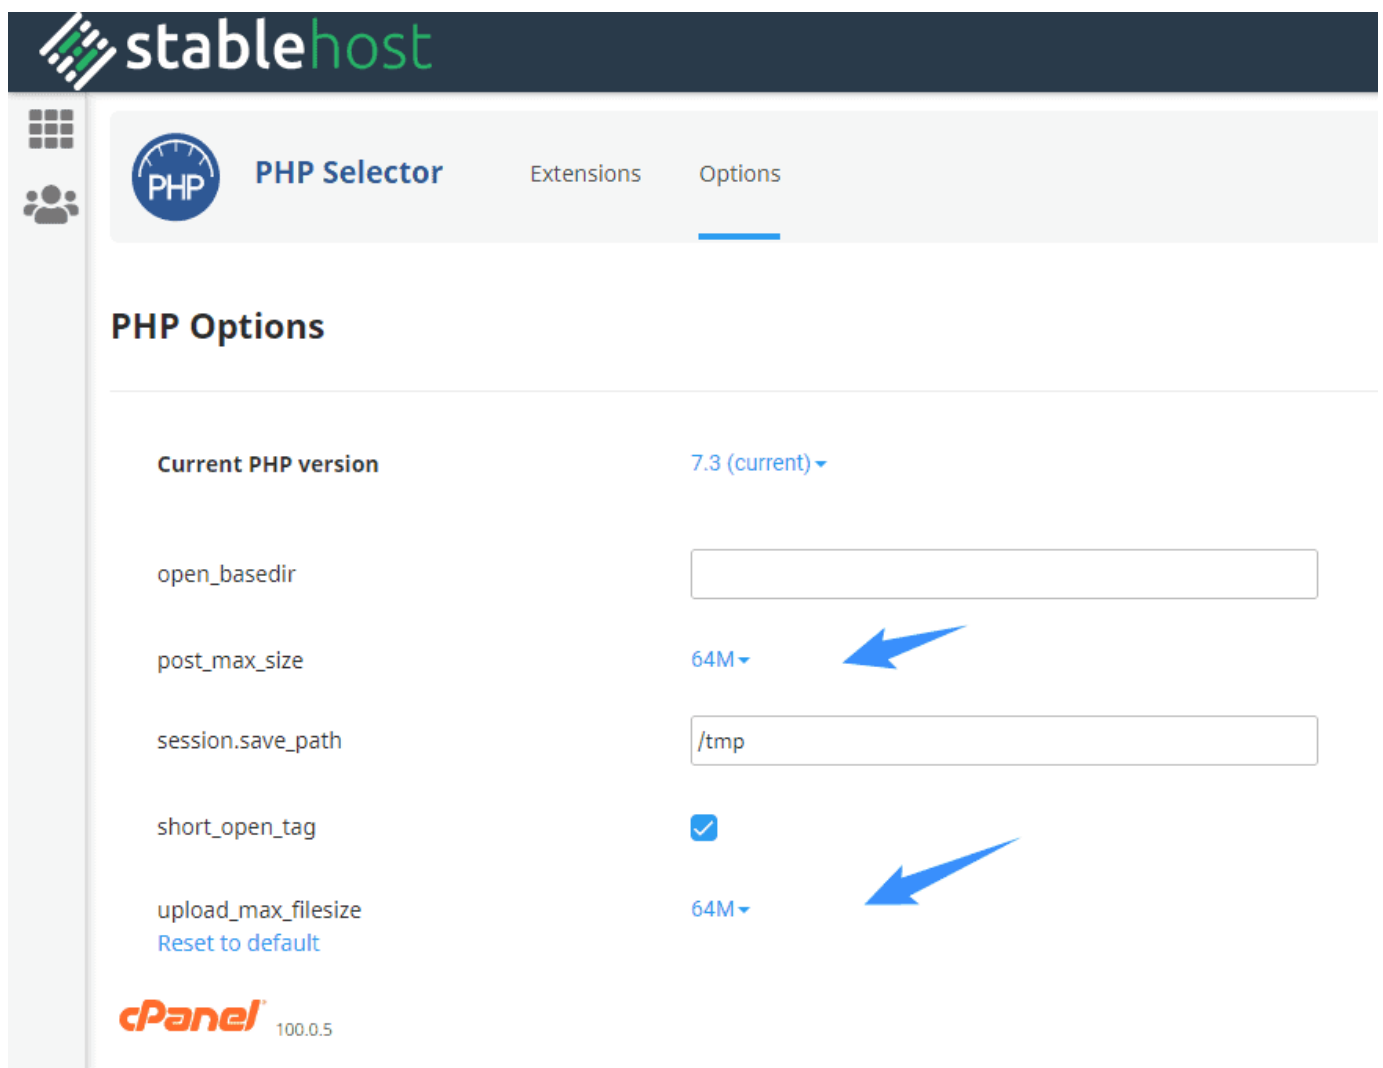 stablehost
PHP
PHP Selector Extensions Options
PHP Options
Current PHP version 7.3 (current)
open_basedir
post_max_size 64M
session.save_path /tmp
short_open_tag
upload_max_filesize 64M
Reset to default
cPanel® 100.0.5